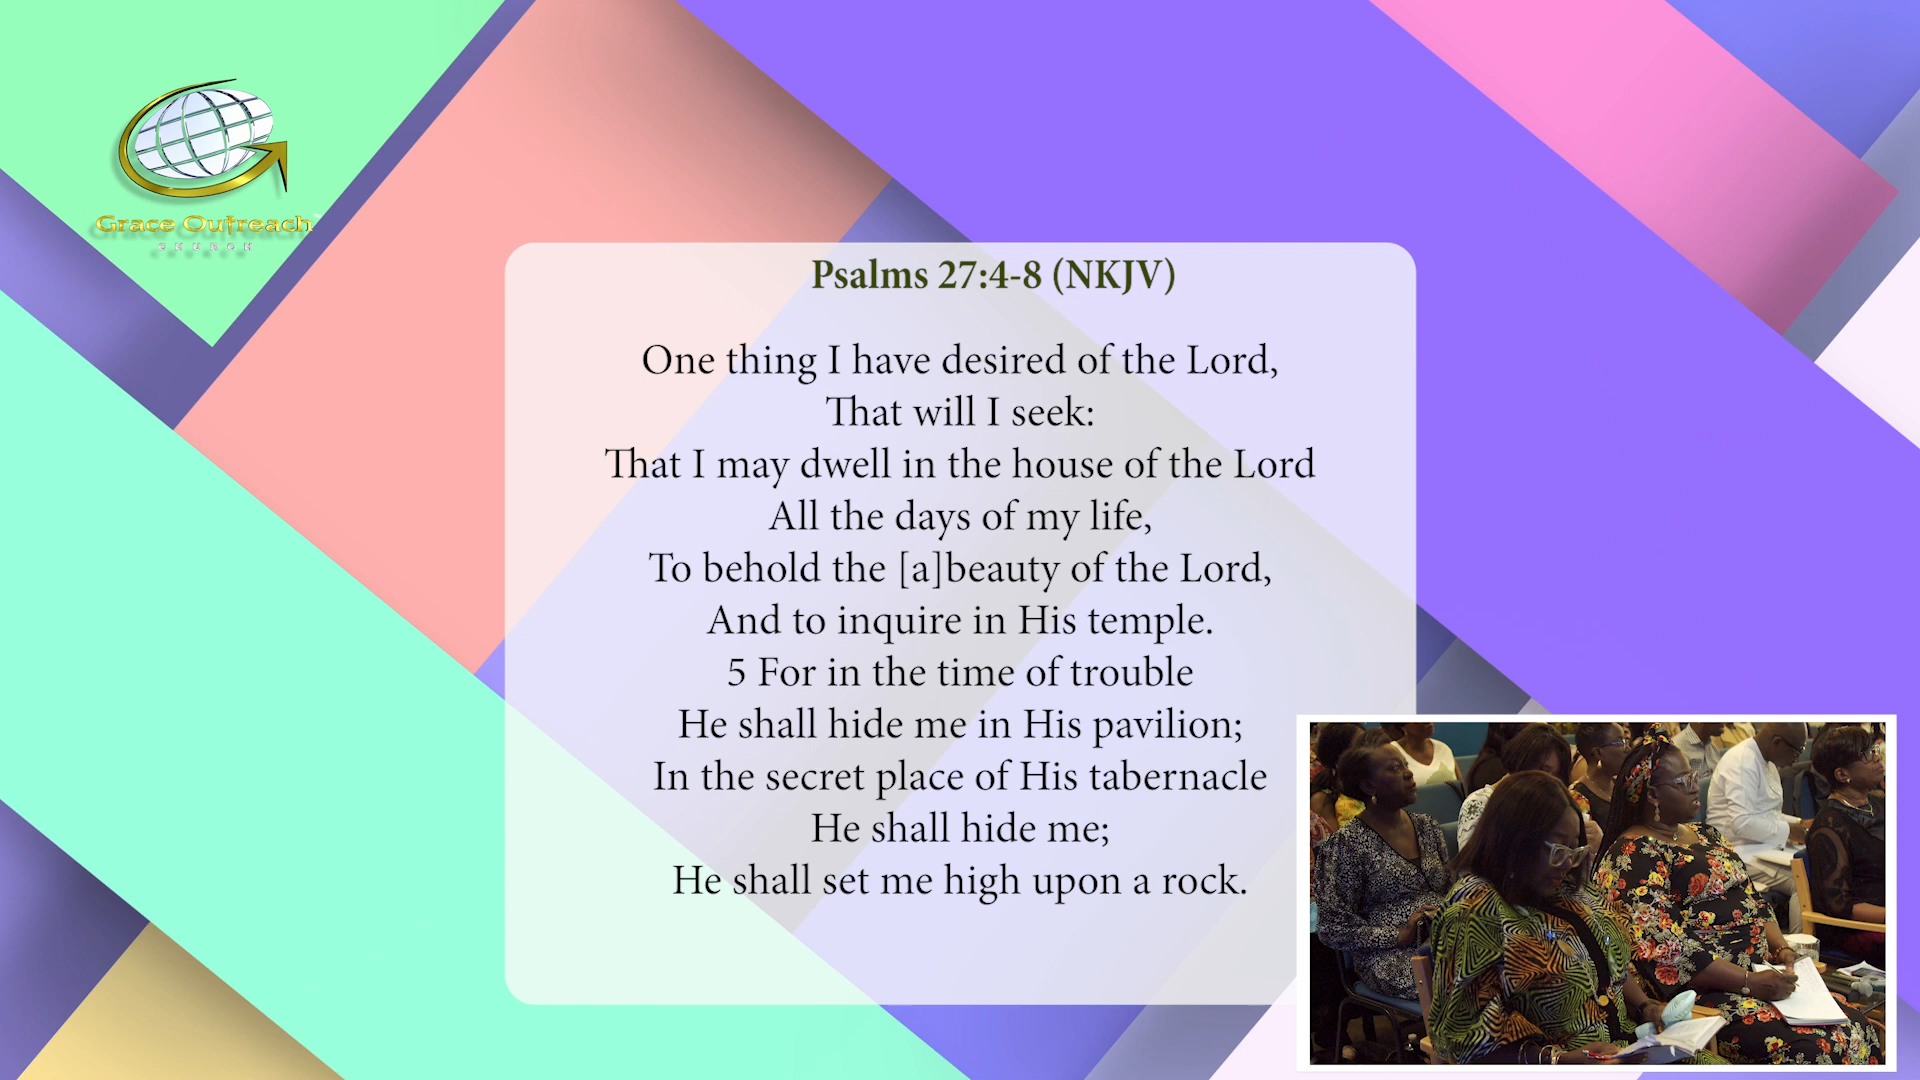 Grace Outreach
CHURCH
Psalms 27:4-8 (NKJV)
One thing I have desired of the Lord,
That will I seek:
That I may dwell in the house of the Lord
All the days of my life,
To behold the [a]beauty of the Lord,
And to inquire in His temple.
5 For in the time of trouble
He shall hide me in His pavilion;
In the secret place of His tabernacle
He shall hide me;
He shall set me high upon a rock.